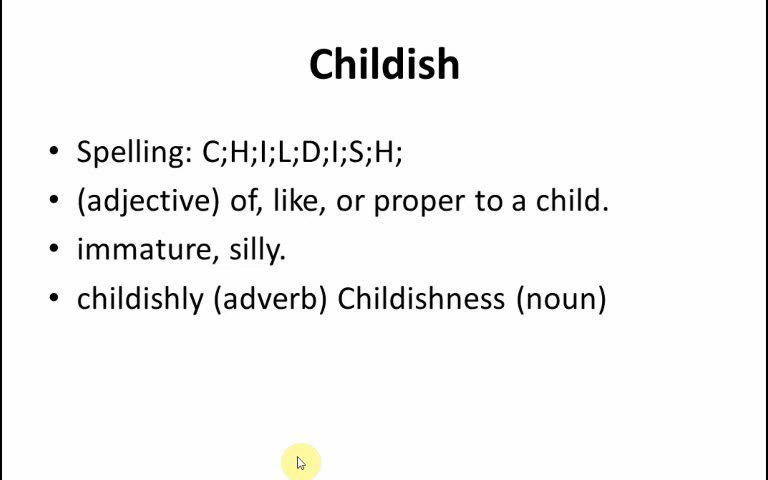 Childish
• Spelling: C;H;I;L;D;I;S;H;
• (adjective) of, like, or proper to a child.
• immature, silly.
• childishly (adverb) Childishness (noun)